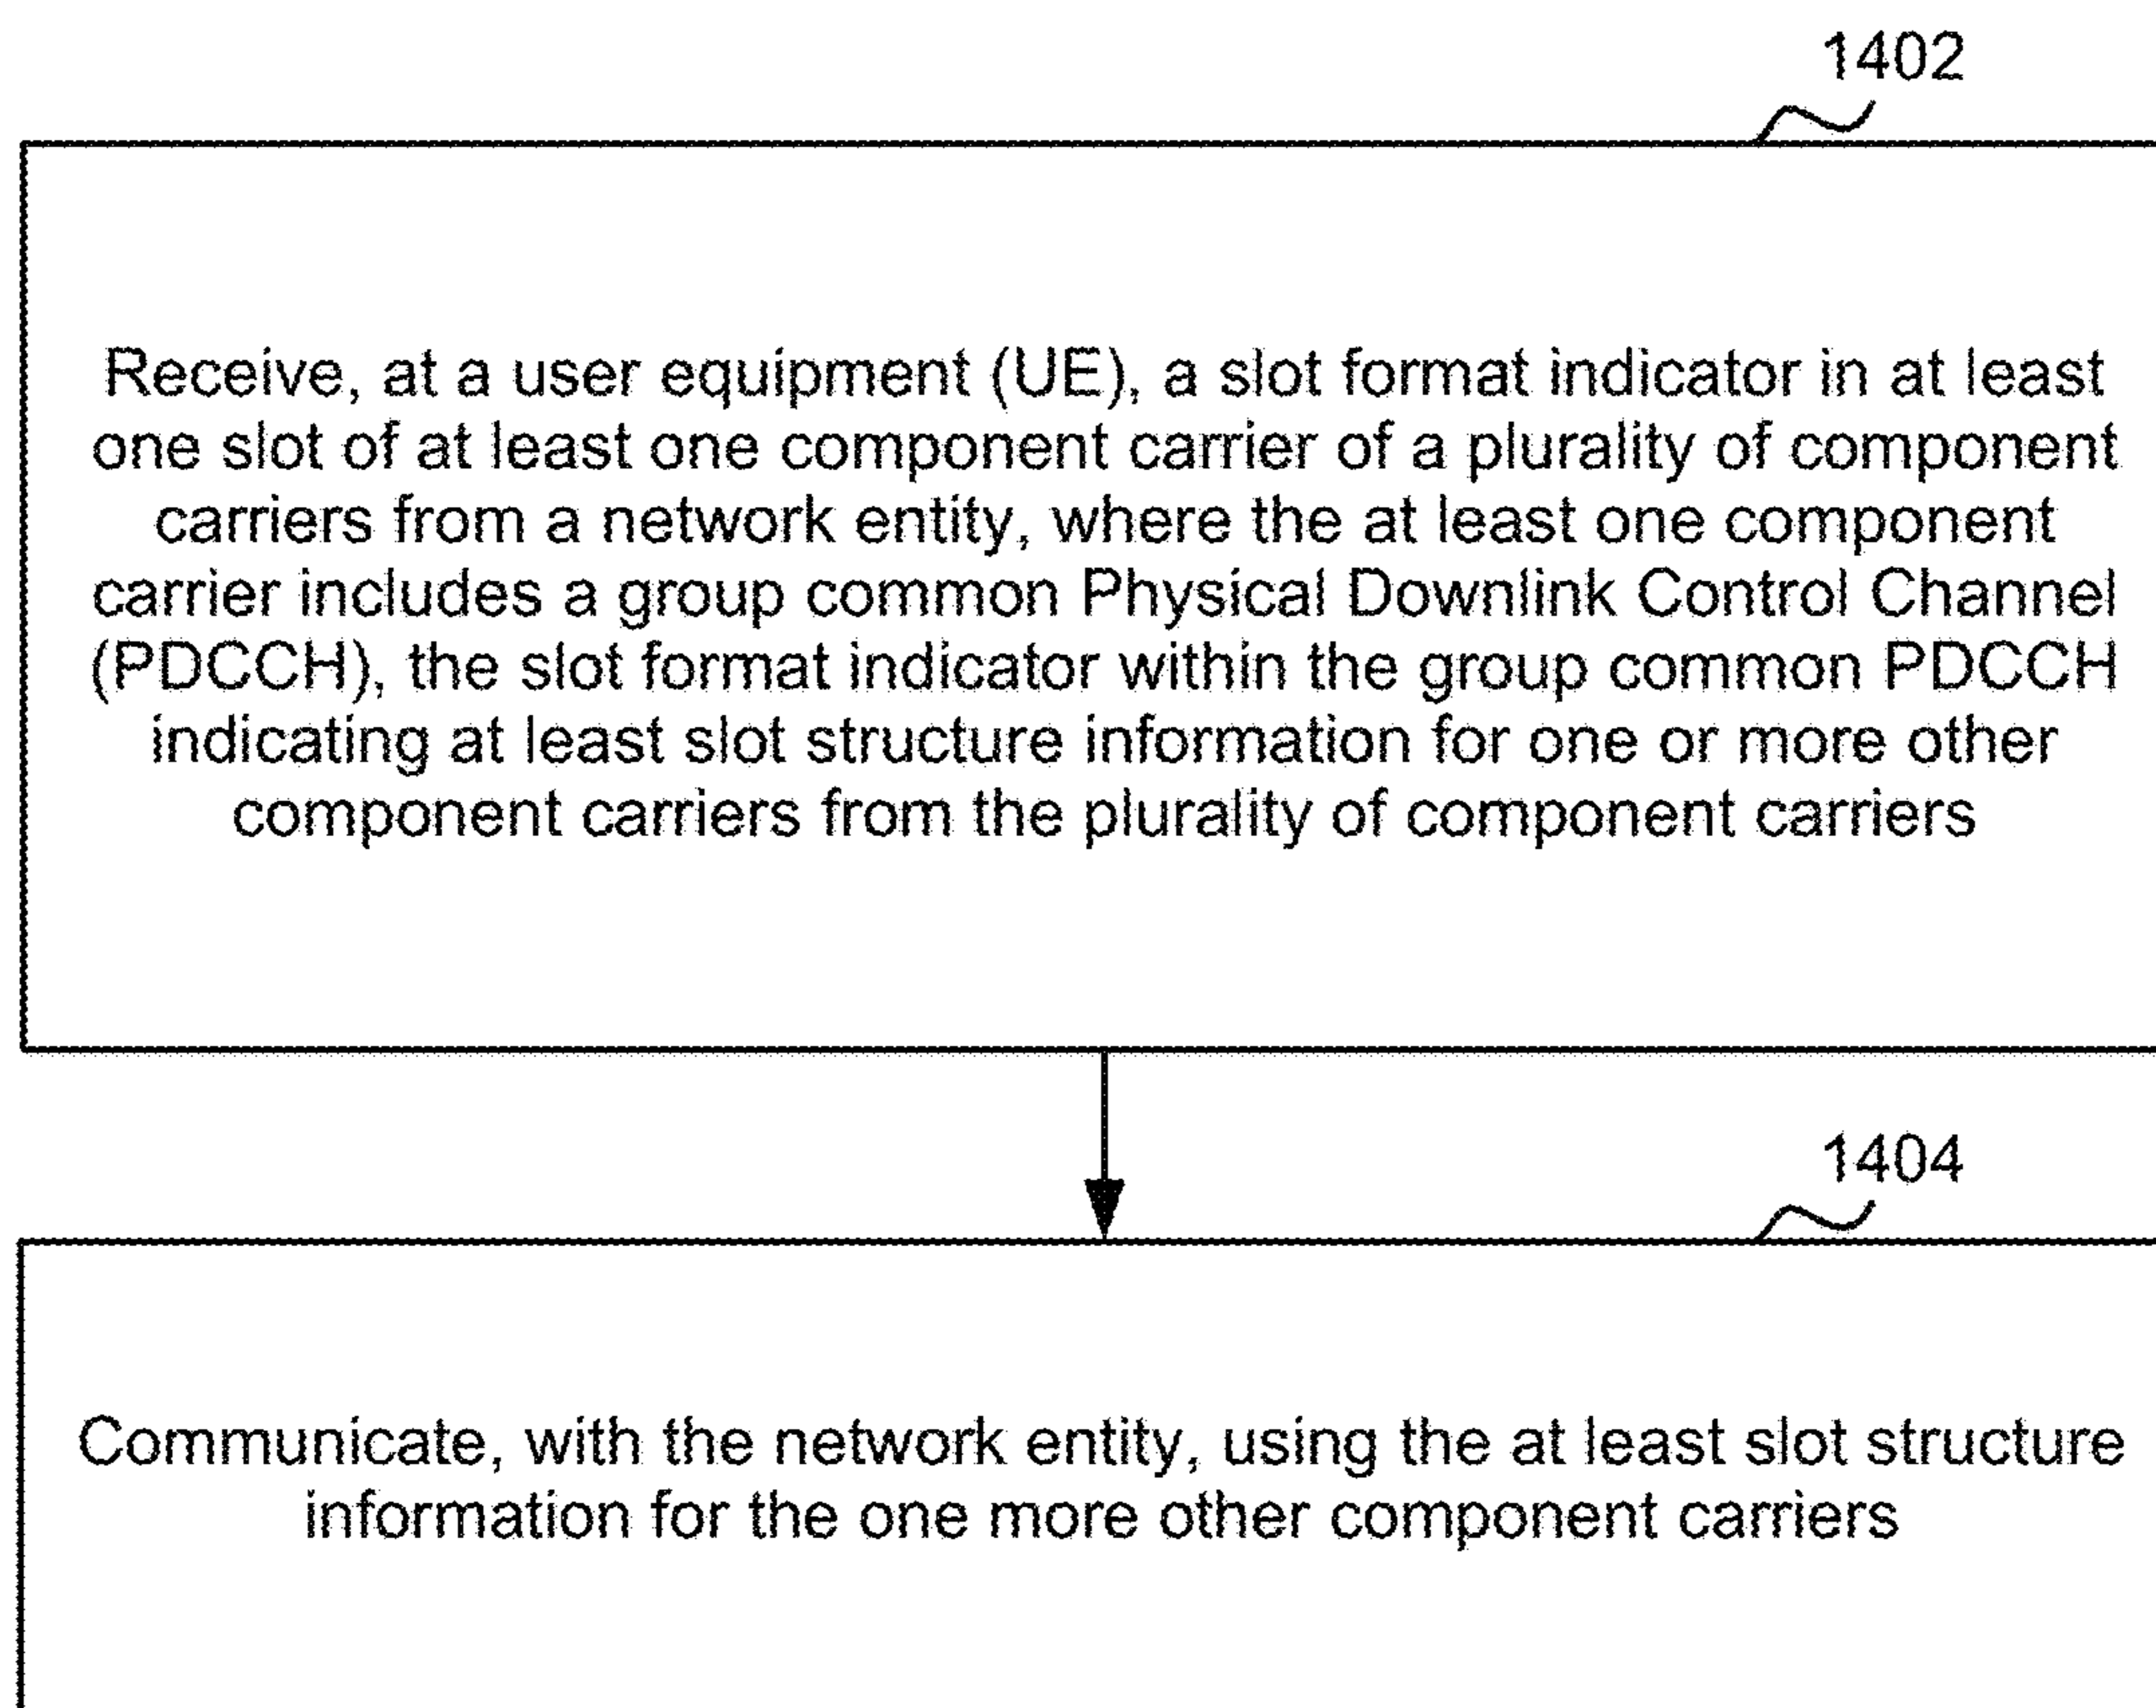 1402
Receive, at a user equipment (UE), a slot format indicator in at least
one slot of at least one component carrier of a plurality of component
carriers from a network entity, where the at least one component
carrier includes a group common Physical Downlink Control Channel
(PDCCH), the slot format indicator within the group common PDCCH
indicating at least slot structure information for one or more other
component carriers from the plurality of component carriers
1404
Communicate, with the network entity, using the at least slot structure
information for the one more other component carriers